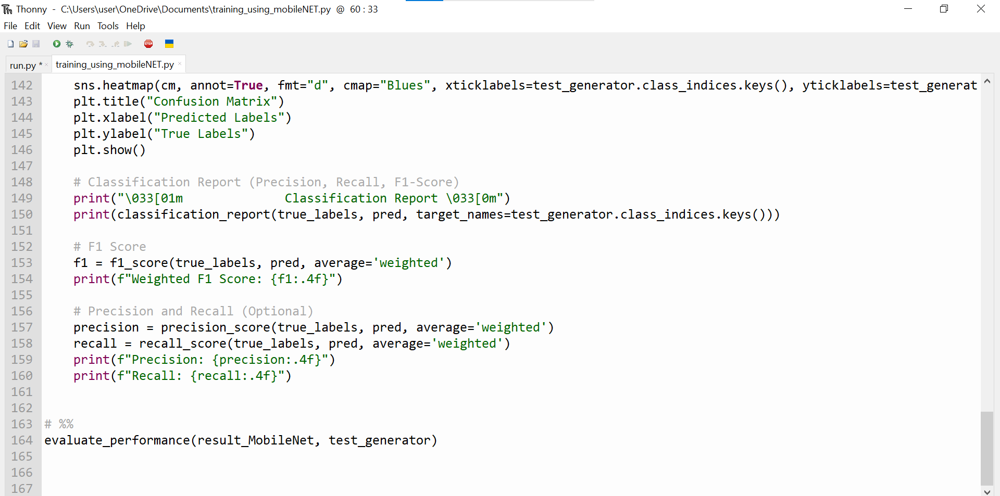 Thonny - C:\Users\user\OneDrive\Documents\training_using_mobileNET.py @ 60 : 33
File Edit View Run Tools Help
STOP
run.py * training_using_mobileNET.py
142     sns.heatmap(cm, annot=True, fmt="d", cmap="Blues", xticklabels=test_generator.class_indices.keys(), yticklabels=test_generat
143     plt.title("Confusion Matrix")
144     plt.xlabel("Predicted Labels")
145     plt.ylabel("True Labels")
146     plt.show()
147
148     # Classification Report (Precision, Recall, F1-Score)
149     print("\033[01m              Classification Report \033[0m")
150     print(classification_report(true_labels, pred, target_names=test_generator.class_indices.keys()))
151
152     # F1 Score
153     f1 = f1_score(true_labels, pred, average='weighted')
154     print(f"Weighted F1 Score: {f1:.4f}")
155
156     # Precision and Recall (Optional)
157     precision = precision_score(true_labels, pred, average='weighted')
158     recall = recall_score(true_labels, pred, average='weighted')
159     print(f"Precision: {precision:.4f}")
160     print(f"Recall: {recall:.4f}")
161
162
163 # %%
164 evaluate_performance(result_MobileNet, test_generator)
165
166
167